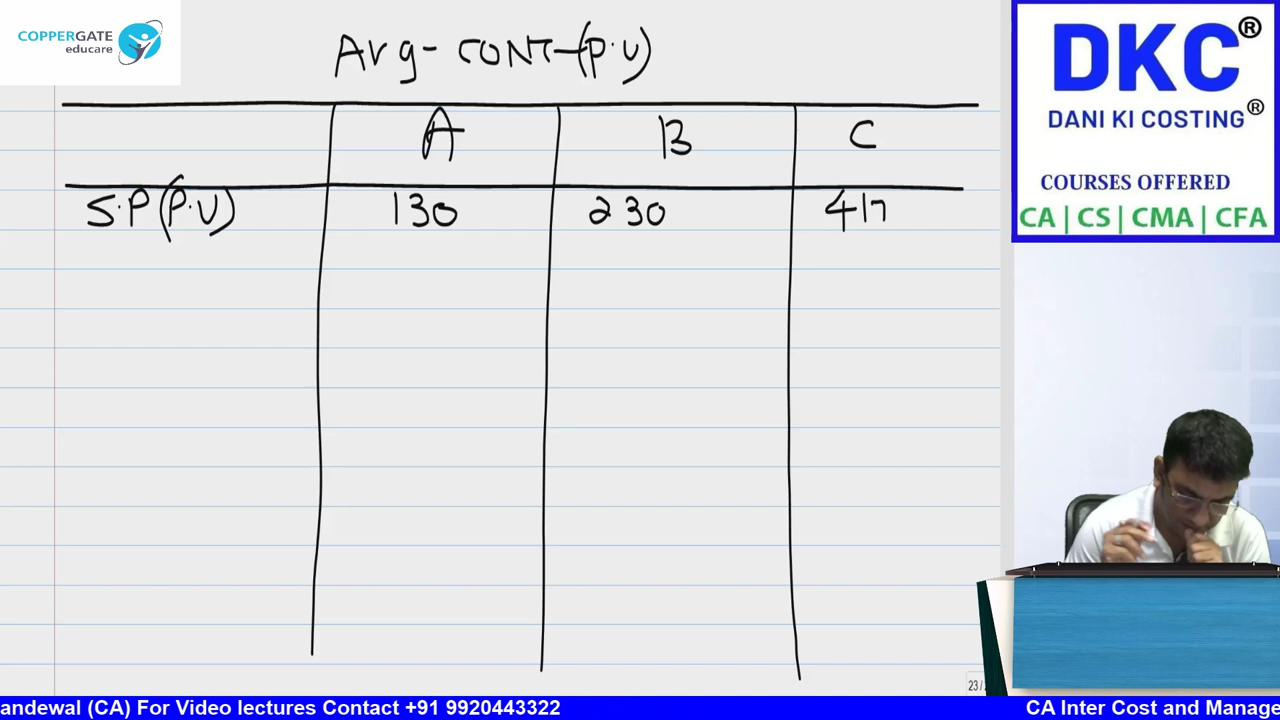 COPPERGATE
educare
Avg- CONT-(P.U)
A B C
S.P (P.U) 130 230 417
DKC®
DANI KI COSTING®
COURSES OFFERED
CA | CS | CMA | CFA
23/
andewal (CA) For Video lectures Contact +91 9920443322
CA Inter Cost and Manage